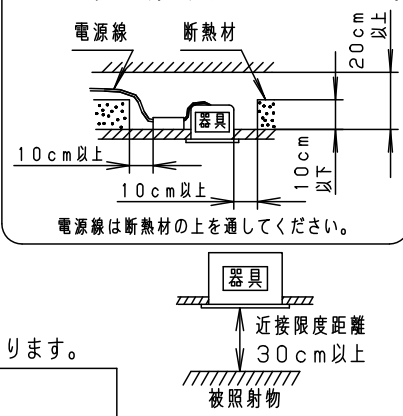 電源線
断熱材
20cm以上
器具
10cm以上
10cm以上
10cm以下
電源線は断熱材の上を通してください。
器具
近接限度距離
30cm以上
ります。
被照射物